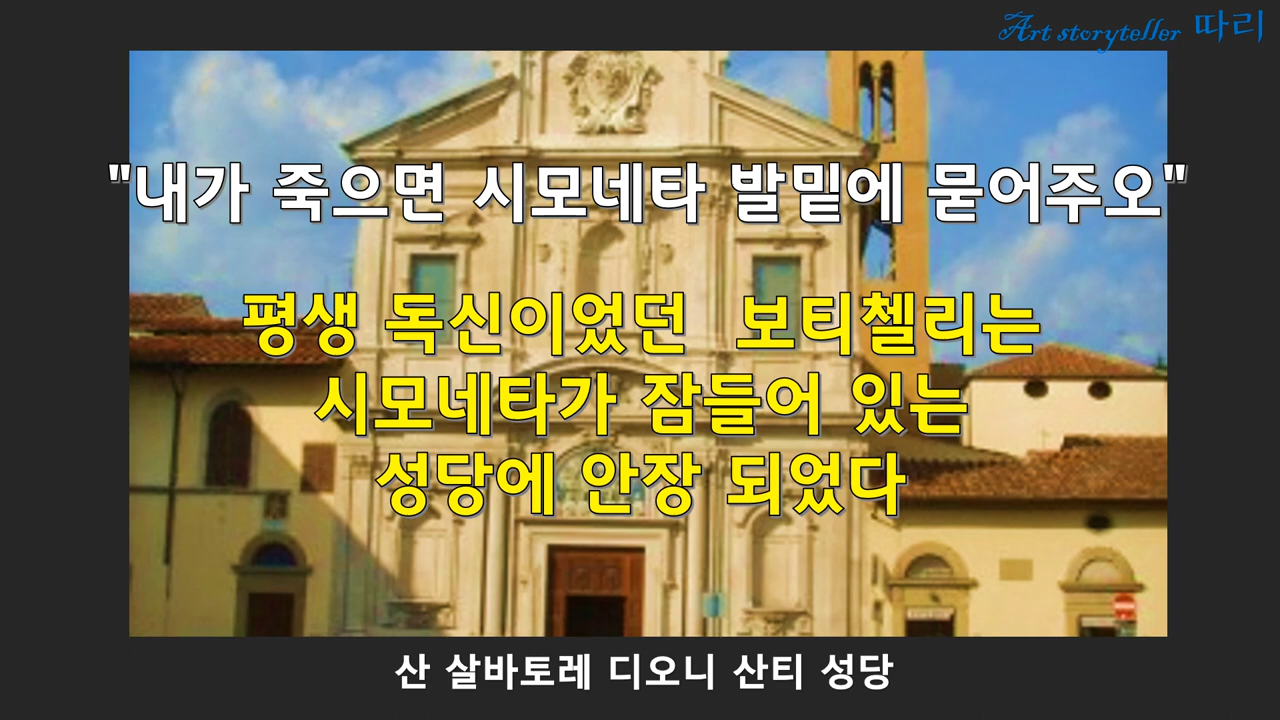 Art storyteller 따리
"내가 죽으면 시모네타 발밑에 묻어주오"
평생 독신이었던 보티첼리는
시모네타가 잠들어 있는
성당에 안장 되었다
산 살바토레 디오니 산티 성당